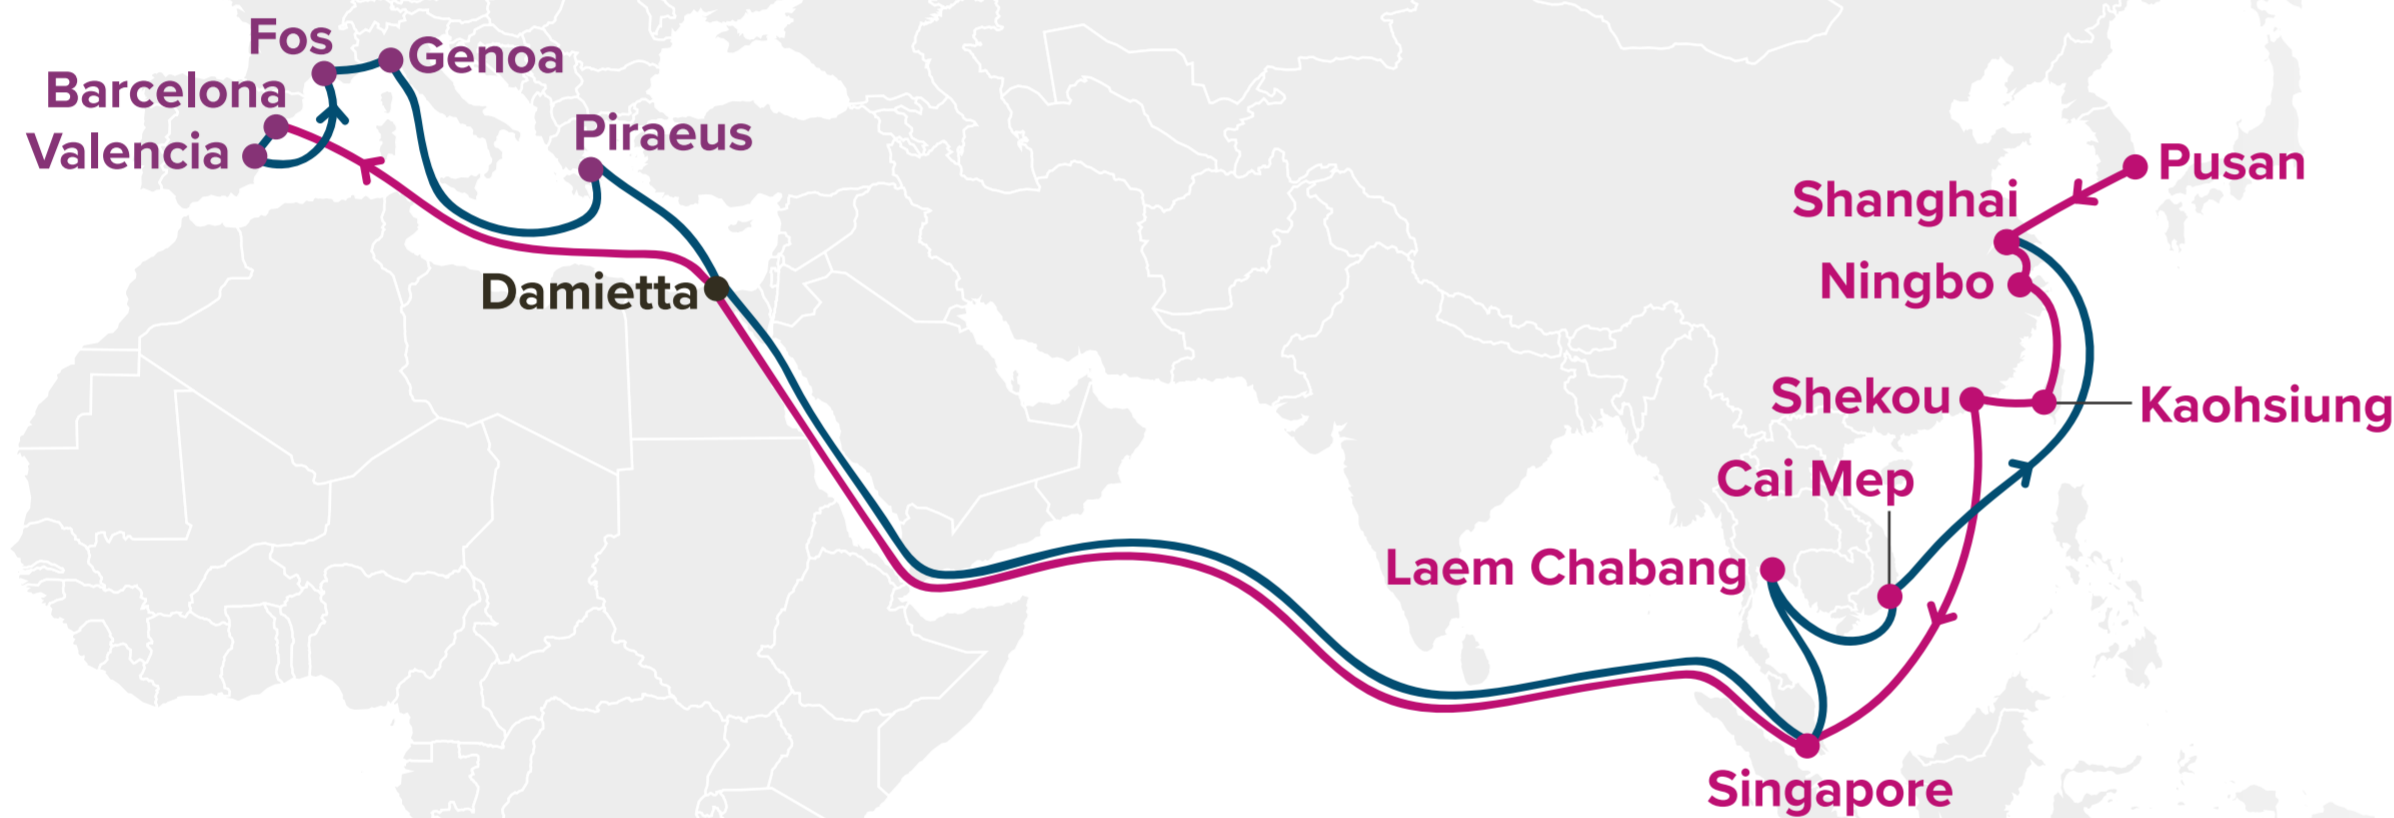 Fos
Genoa
Barcelona
Valencia
Piraeus
Damietta
Pusan
Shanghai
Ningbo
Shekou
Kaohsiung
Cai Mep
Laem Chabang
Singapore